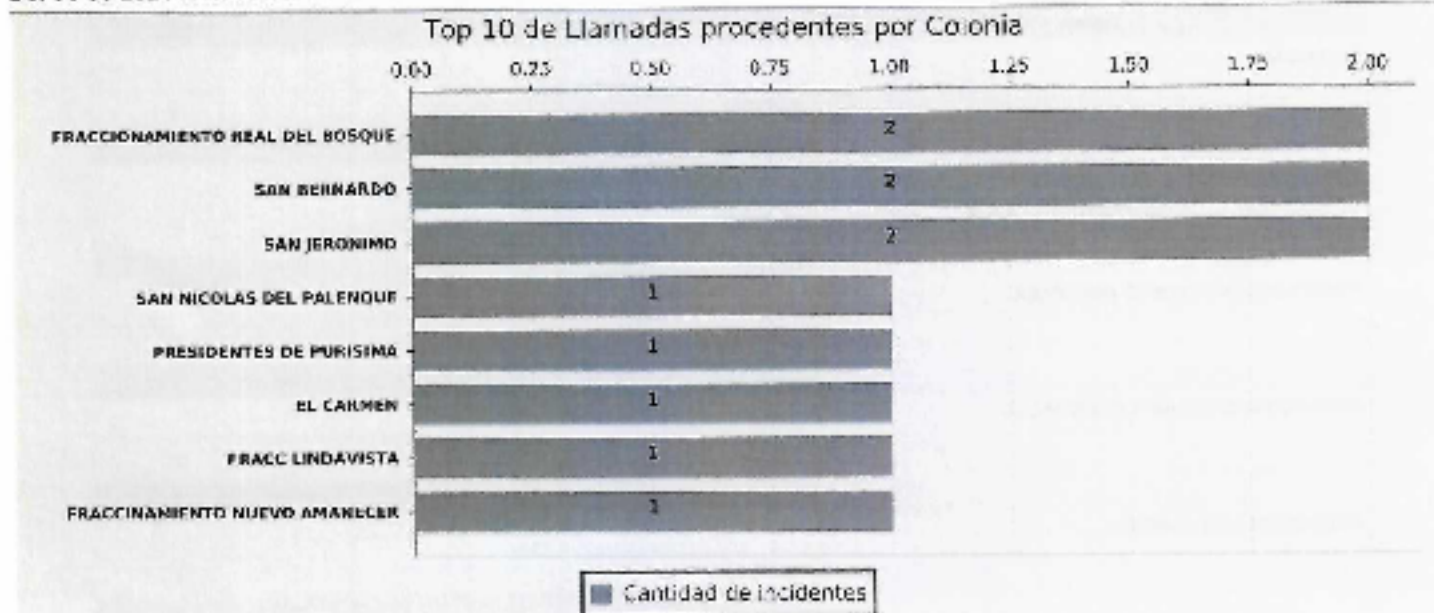 Top 10 de Llamadas procedentes por Colonia
0.00 0.25 0.50 0.75 1.00 1.25 1.50 1.75 2.00
FRACCIONAMIENTO REAL DEL BOSQUE 2
SAN BERNARDO 2
SAN JERONIMO 2
SAN NICOLAS DEL PALENQUE 1
PRESIDENTES DE PURISIMA 1
EL CARMEN 1
FRACC LINDAVISTA 1
FRACCINAMIENTO NUEVO AMANECER 1
Cantidad de incidentes